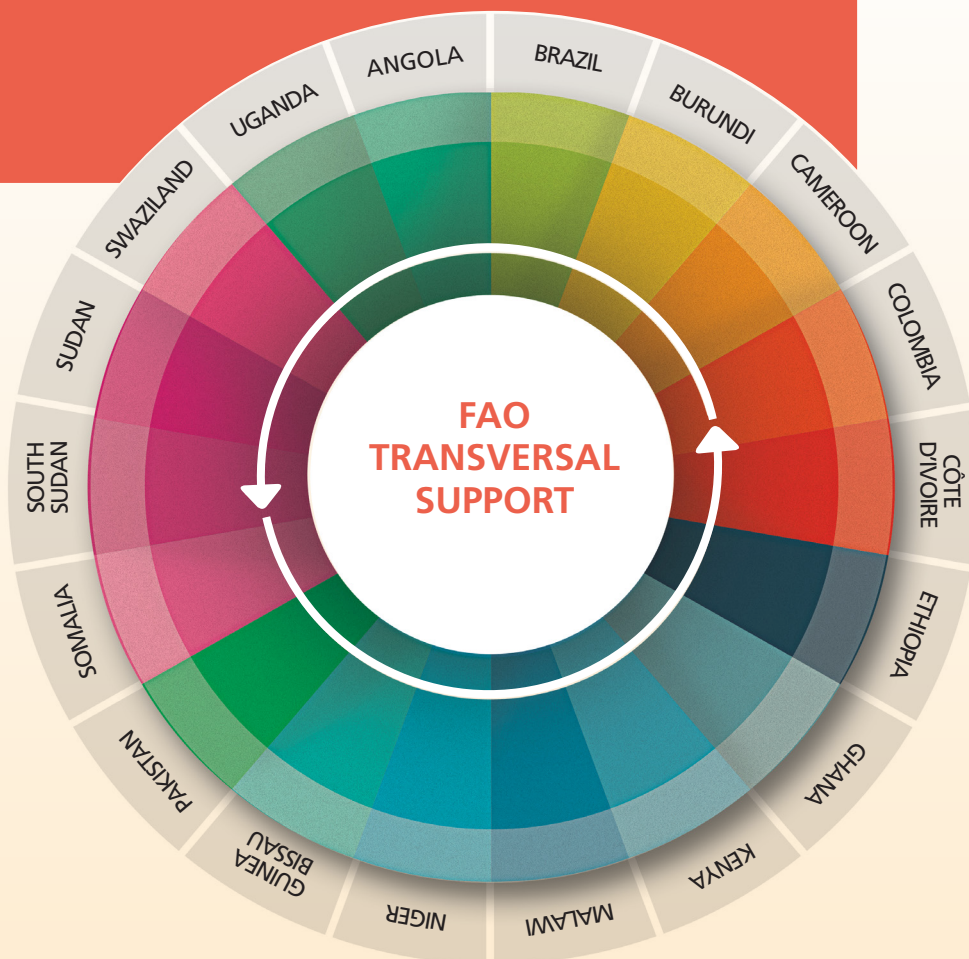 FAO
TRANSVERSAL
SUPPORT
ANGOLA
BRAZIL
BURUNDI
CAMEROON
COLOMBIA
CÔTE
D'IVOIRE
ETHIOPIA
GHANA
KENYA
MALAWI
NIGER
GUINEA
BISSAU
PAKISTAN
SOMALIA
SOUTH
SUDAN
SUDAN
SWAZILAND
UGANDA